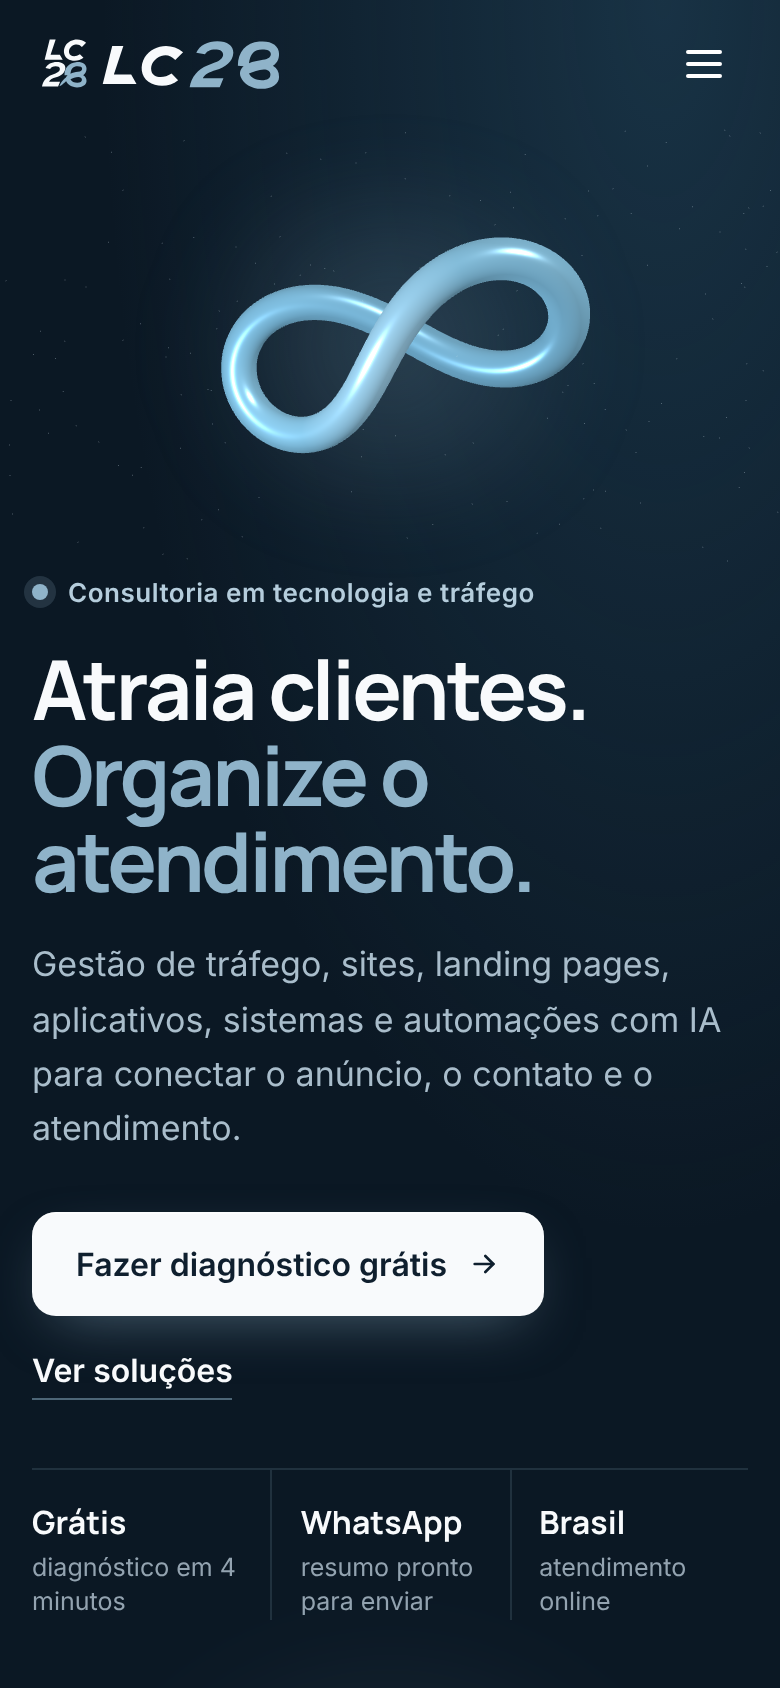 LC
28
LC 28
Consultoria em tecnologia e tráfego
Atraia clientes.
Organize o
atendimento.
Gestão de tráfego, sites, landing pages,
aplicativos, sistemas e automações com IA
para conectar o anúncio, o contato e o
atendimento.
Fazer diagnóstico grátis →
Ver soluções
Grátis
diagnóstico em 4
minutos
WhatsApp
resumo pronto
para enviar
Brasil
atendimento
online